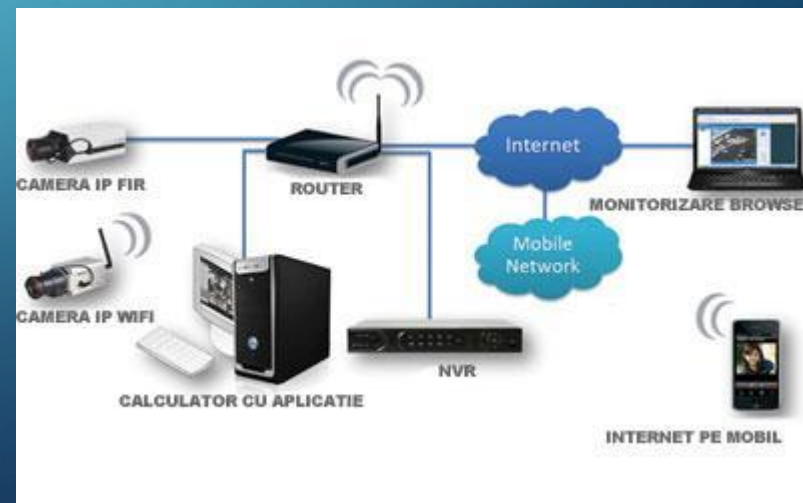 CAMERA IP FIR
ROUTER
Internet
MONITORIZARE BROWSE
Mobile
Network
CAMERA IP WIFI
CALCULATOR CU APLICATIE
NVR
INTERNET PE MOBIL